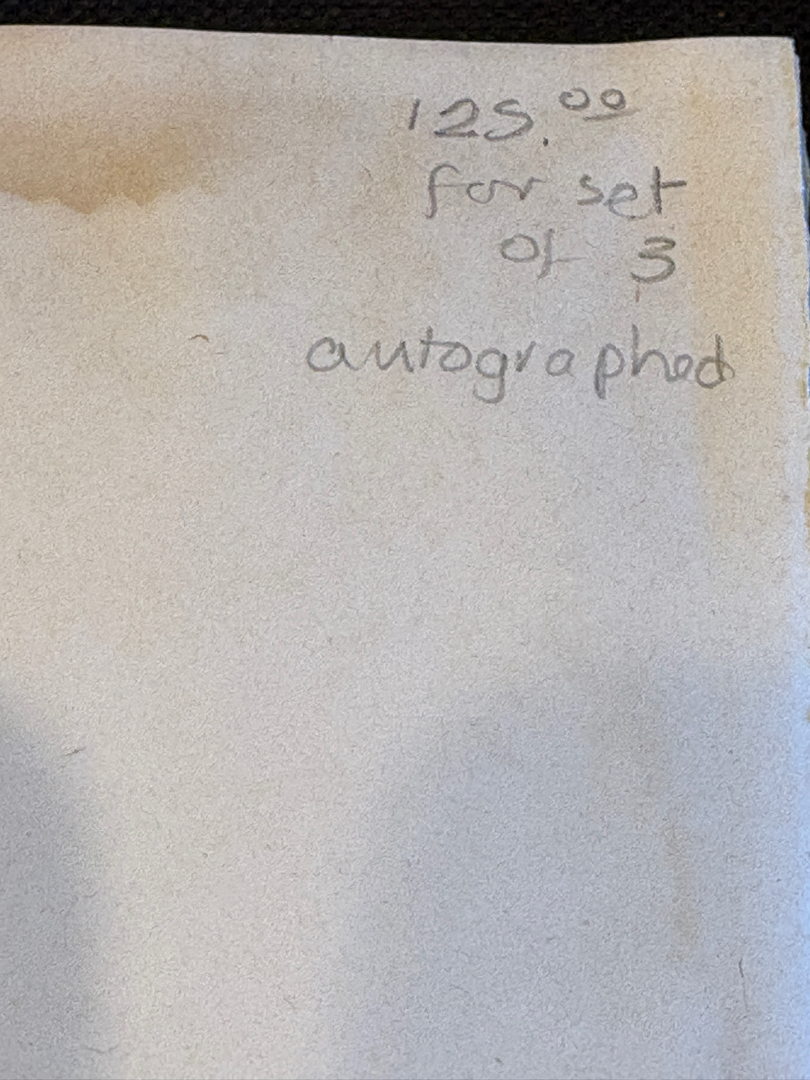 125.00
for set
of 3
autographed